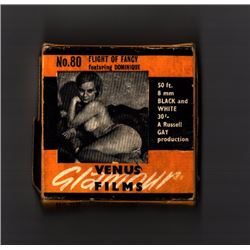 No.80
FLIGHT OF FANCY
featuring DOMINIQUE
50 ft.
8 mm
BLACK and
WHITE
30/-
A Russell
GAY
production
VENUS
Glamour
FILMS